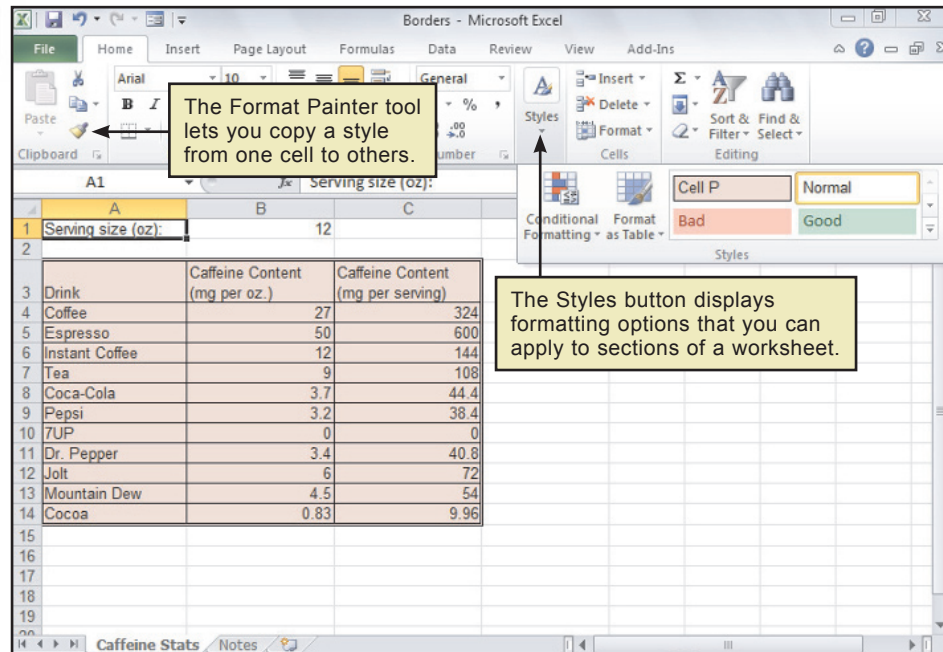 Borders - Microsoft Excel
File Home Insert Page Layout Formulas Data Review View Add-Ins
Paste
Clipboard
Arial 10
B I
General
%
Styles
Insert
Delete
Format
Cells
Σ
Sort & Filter
Find & Select
Editing
The Format Painter tool
lets you copy a style
from one cell to others.
A1 Serving size (oz):
Conditional Formatting
Format as Table
Cell P Normal
Bad Good
Styles
A B C
1 Serving size (oz): 12
2
Caffeine Content Caffeine Content
3 Drink (mg per oz.) (mg per serving)
4 Coffee 27 324
5 Espresso 50 600
6 Instant Coffee 12 144
7 Tea 9 108
8 Coca-Cola 3.7 44.4
9 Pepsi 3.2 38.4
10 7UP 0 0
11 Dr. Pepper 3.4 40.8
12 Jolt 6 72
13 Mountain Dew 4.5 54
14 Cocoa 0.83 9.96
15
16
17
18
19
The Styles button displays
formatting options that you can
apply to sections of a worksheet.
Caffeine Stats Notes